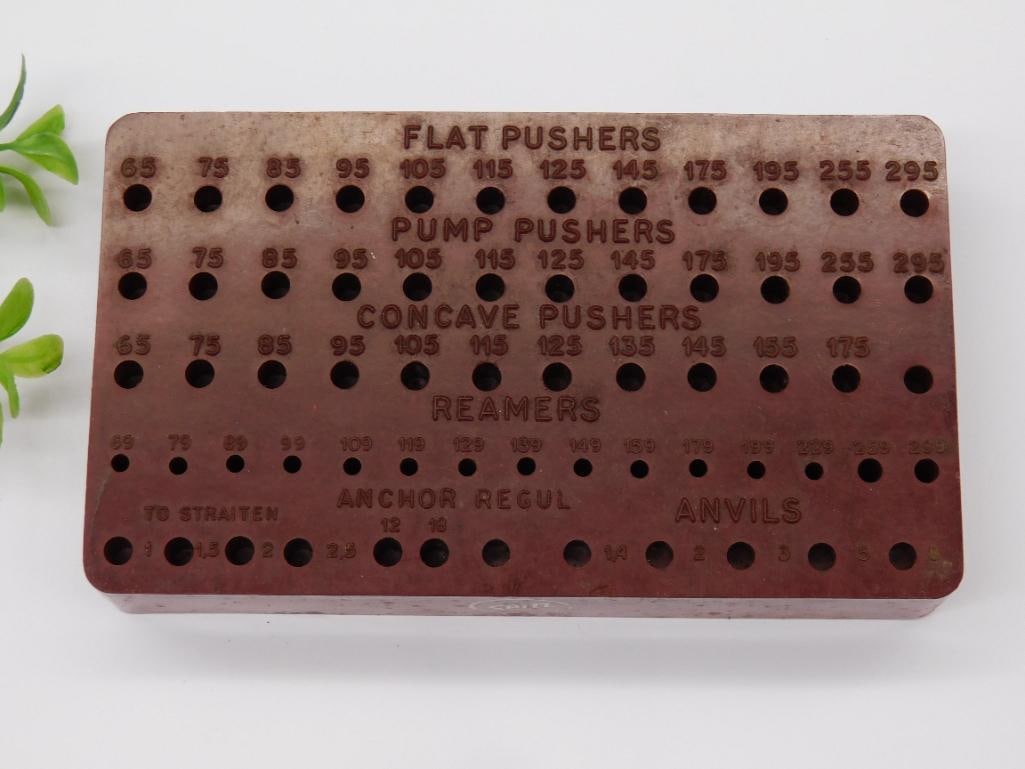 FLAT PUSHERS
65 75 85 95 105 115 125 145 175 195 255 295
PUMP PUSHERS
65 75 85 95 105 115 125 145 175 195 255 295
CONCAVE PUSHERS
65 75 85 95 105 115 125 135 145 155 175
REAMERS
69 79 89 99 109 119 129 139 149 159 179 199 229 259 299
ANCHOR REGUL ANVILS
TO STRAITEN
12 18
1 1,5 2 2,5 1,4 2 3 5